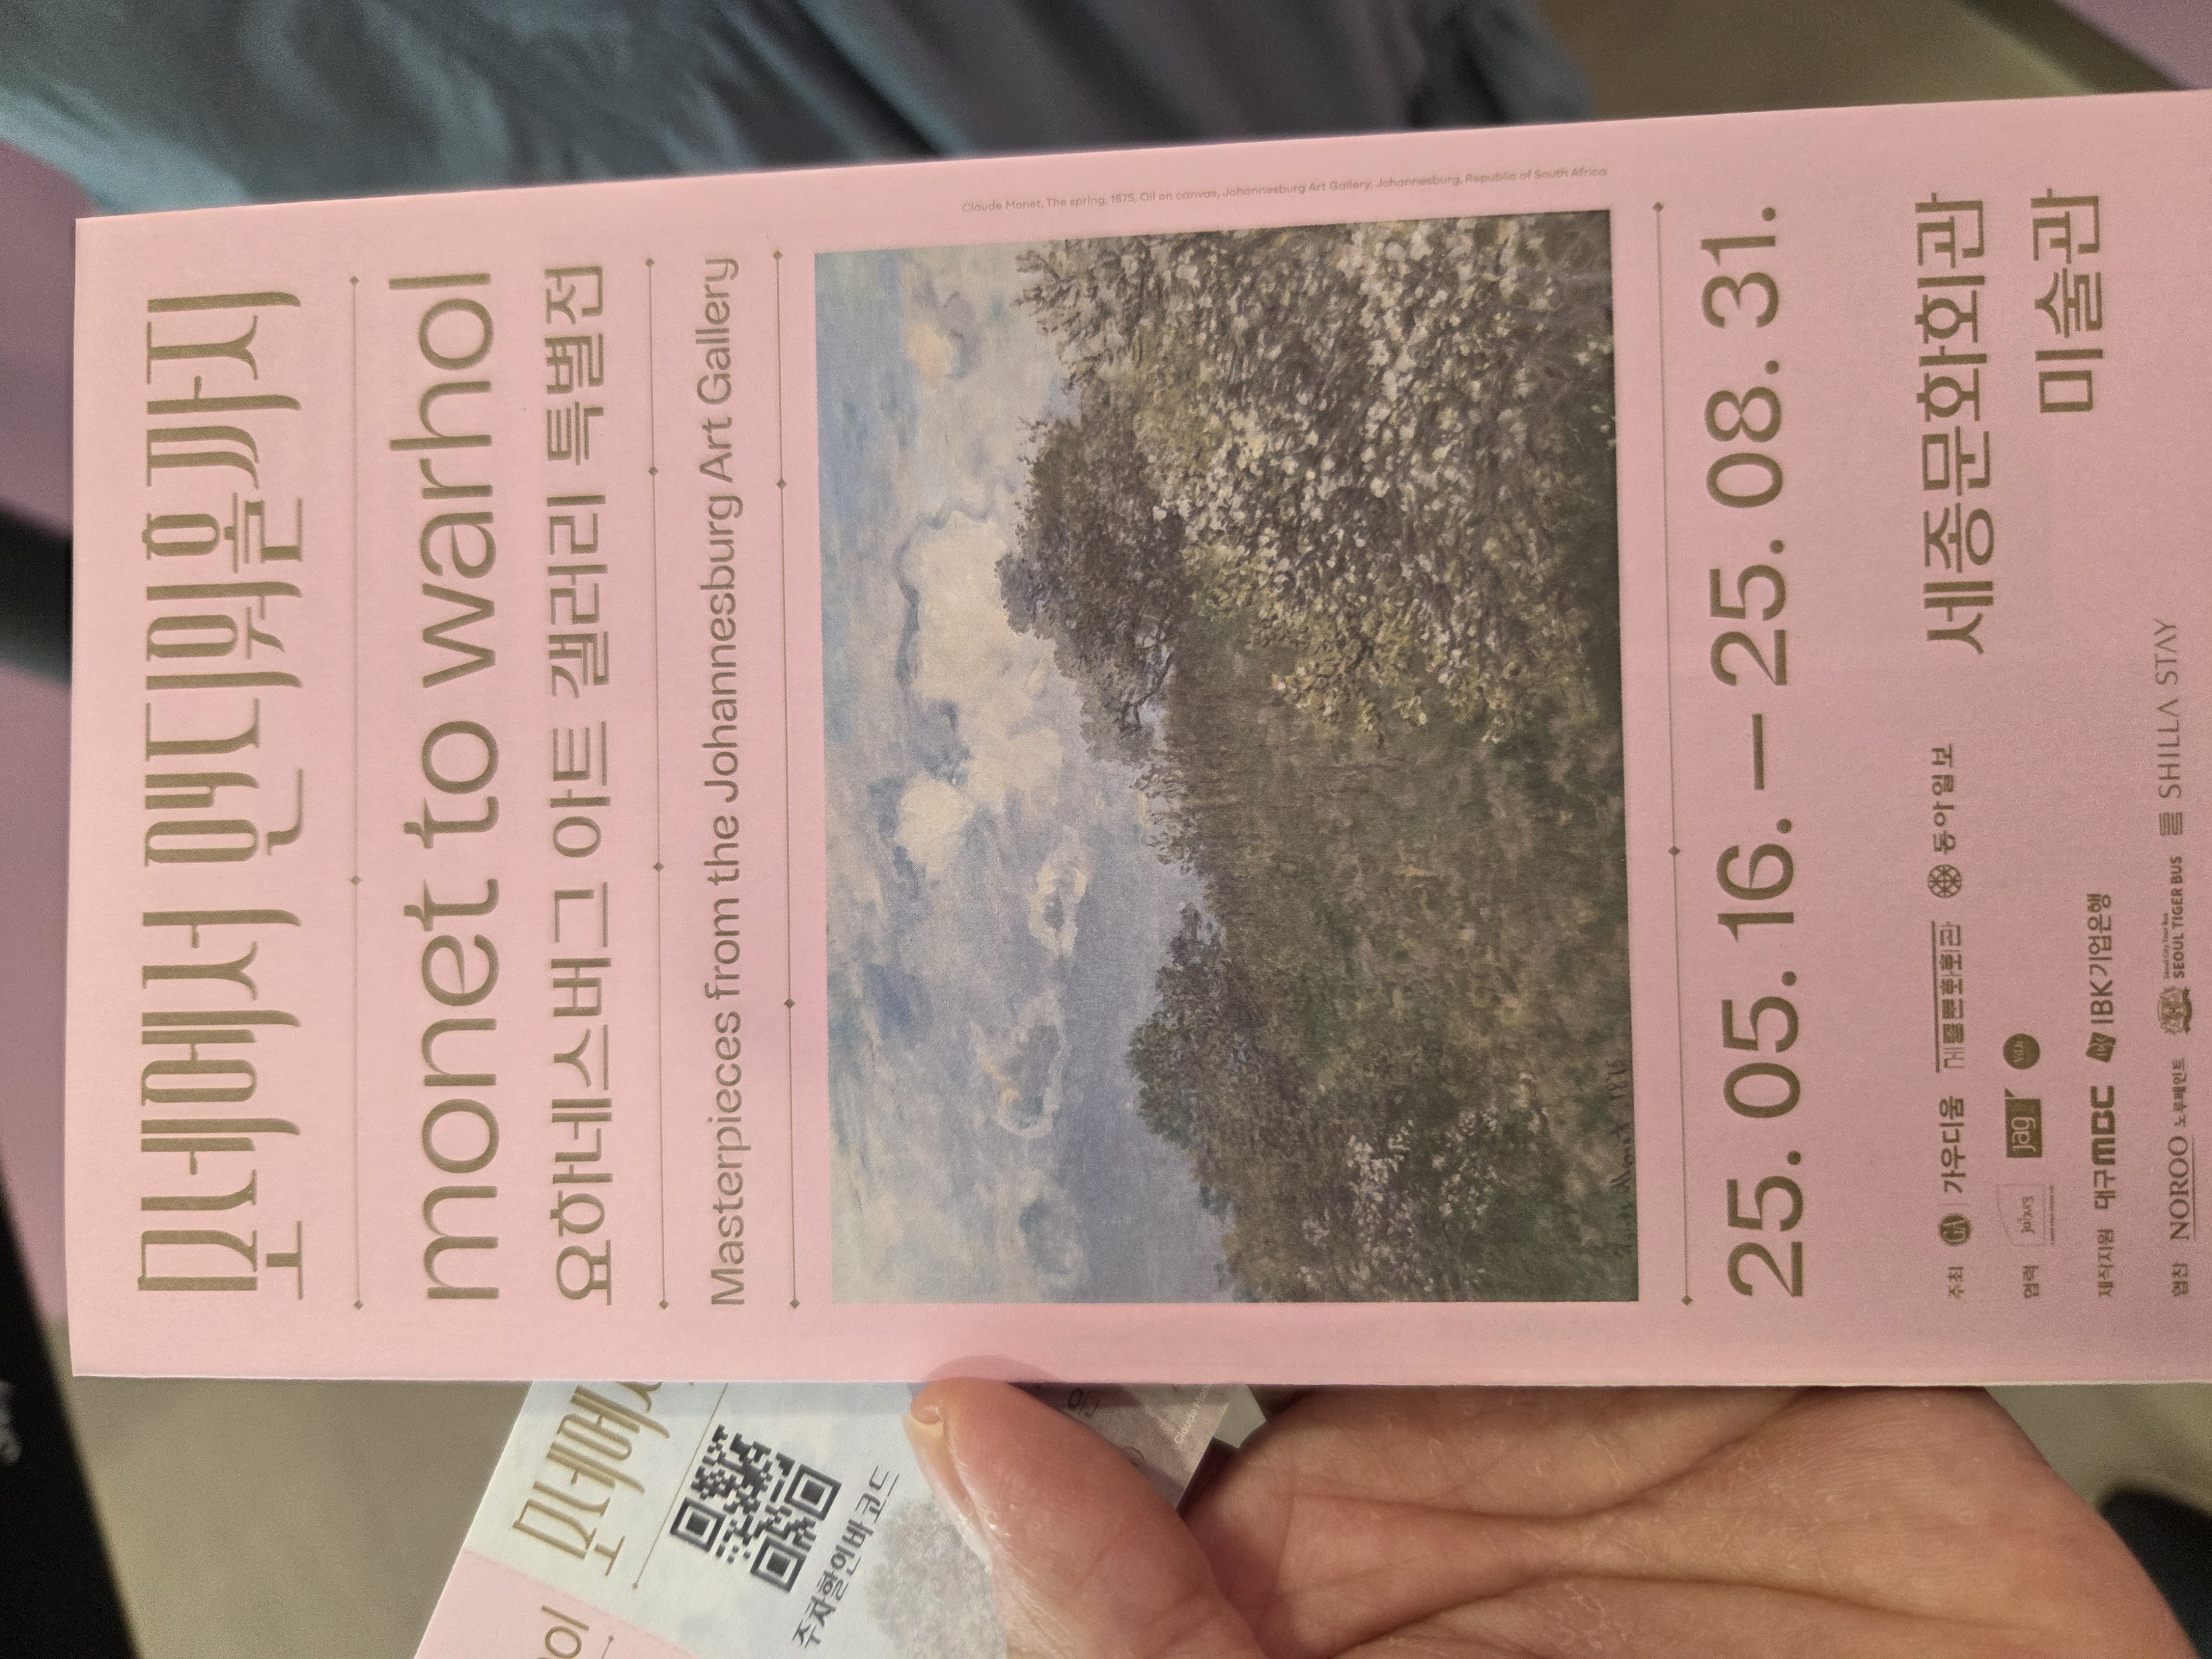 모네에서 앤디워홀까지
monet to warhol
요하네스버그 아트 갤러리 특별전
Masterpieces from the Johannesburg Art Gallery
Claude Monet, The spring, 1875, Oil on canvas, Johannesburg Art Gallery, Johannesburg, Republic of South Africa
25. 05. 16. – 25. 08. 31.
세종문화회관
미술관
주최 GA 가우디움 세종문화회관 동아일보
협력 Joburg jag
제작지원 대구MBC IBK기업은행
협찬 NOROO 노루페인트 Seoul City Tour Bus SEOUL TIGER BUS SHILLA STAY
모네에서
주차할인바코드